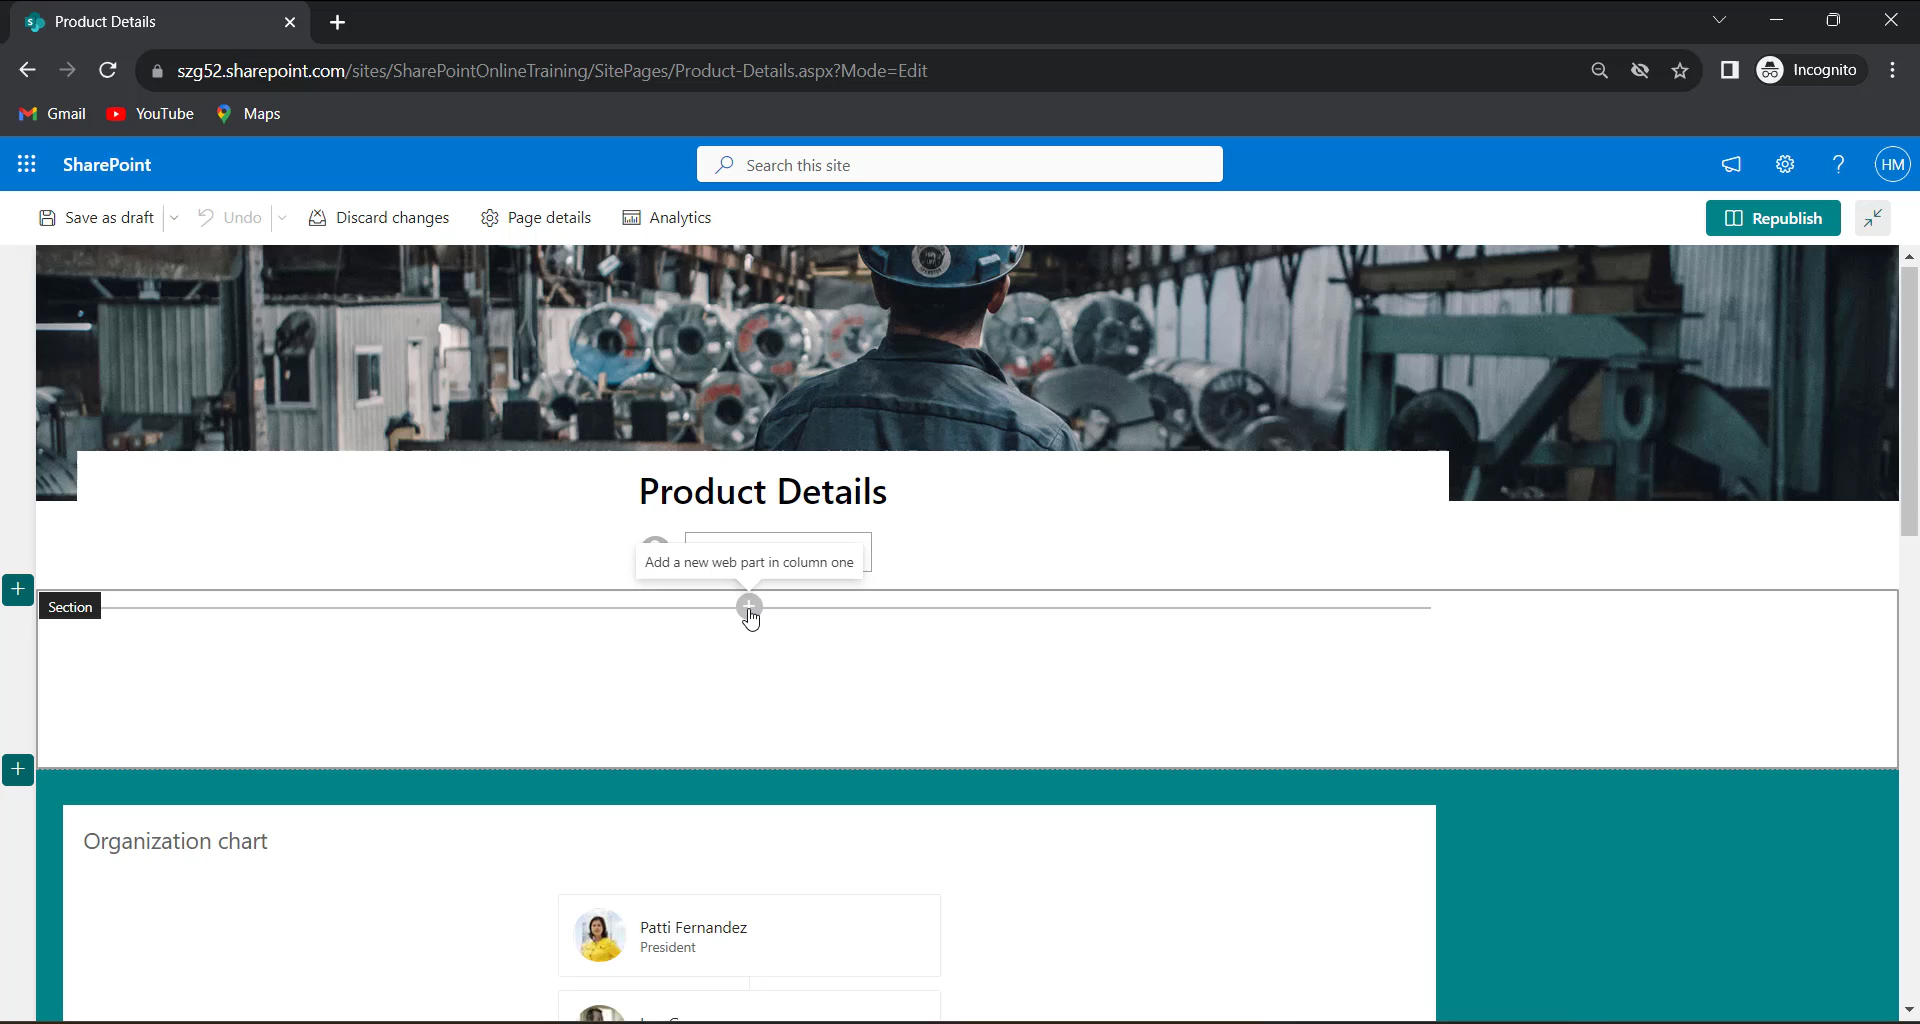 Product Details
szg52.sharepoint.com/sites/SharePointOnlineTraining/SitePages/Product-Details.aspx?Mode=Edit
Incognito
Gmail
YouTube
Maps
SharePoint
Search this site
HM
Save as draft
Undo
Discard changes
Page details
Analytics
Republish
Product Details
Add a new web part in column one
Section
Organization chart
Patti Fernandez
President